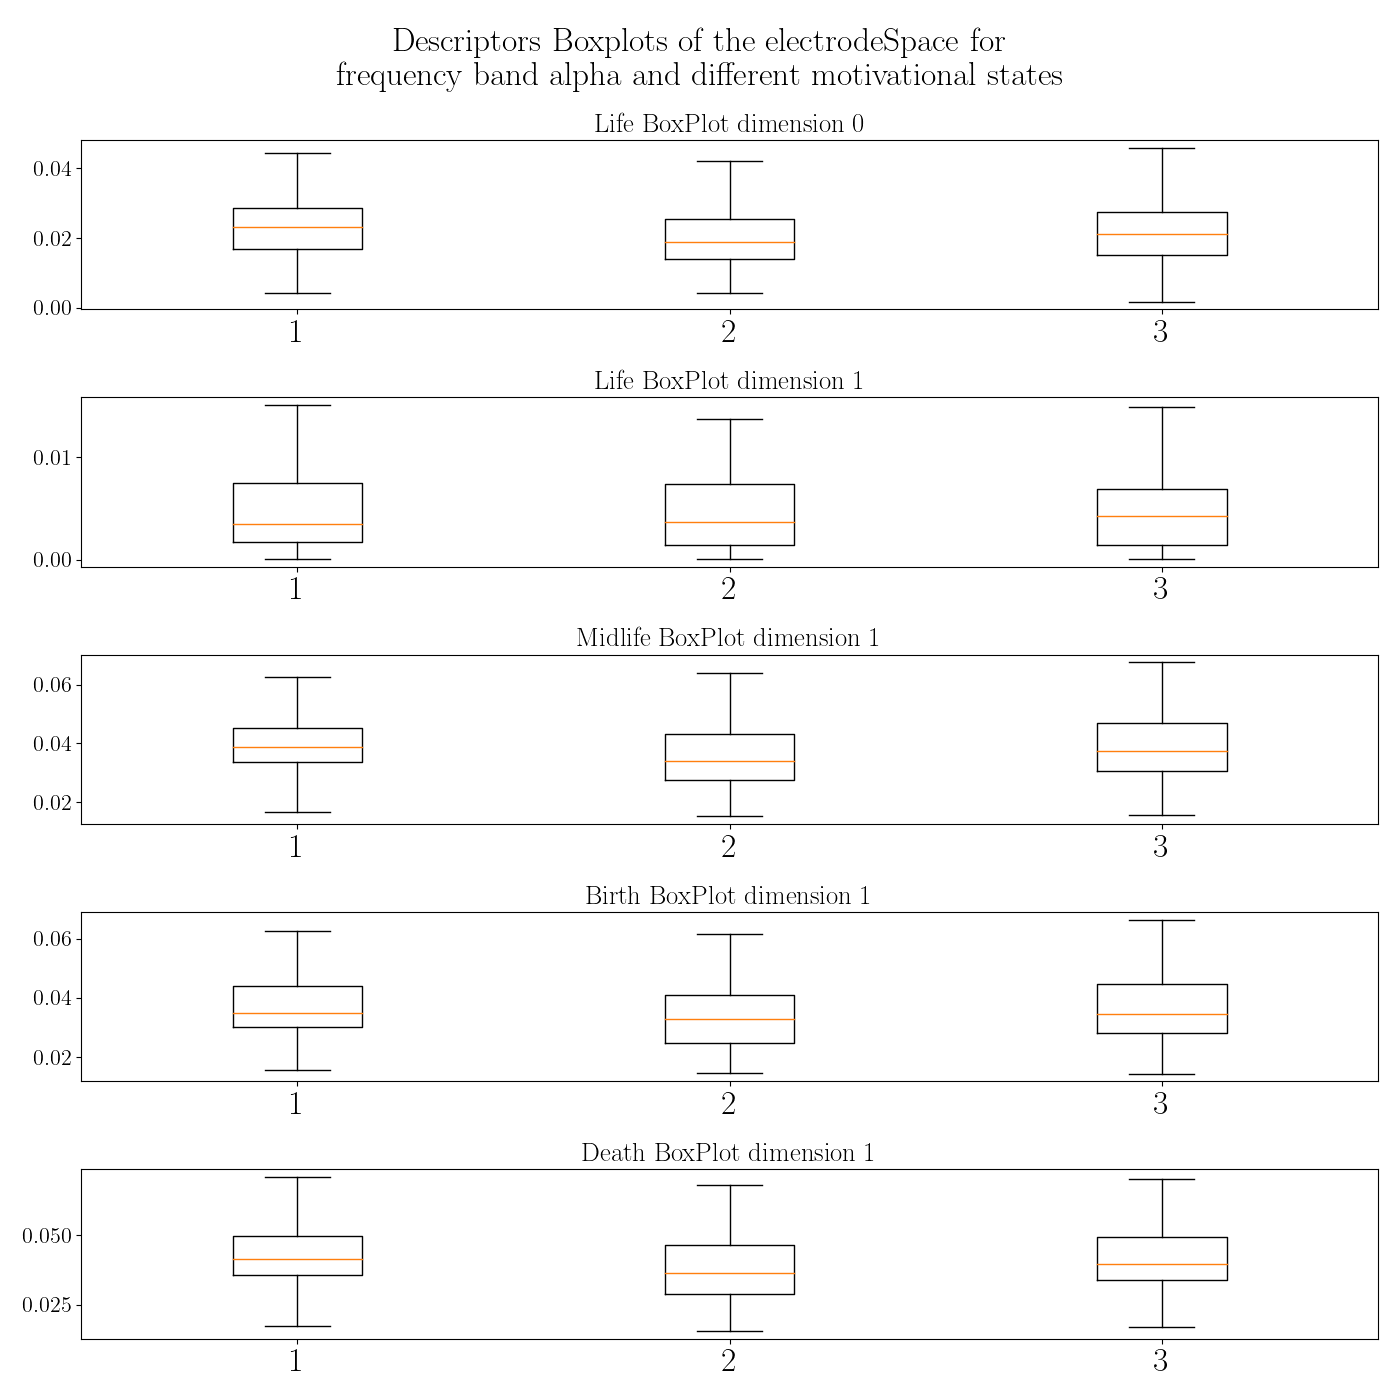 Descriptors Boxplots of the electrodeSpace for
frequency band alpha and different motivational states
Life BoxPlot dimension 0
0.04
0.02
0.00
1 2 3
Life BoxPlot dimension 1
0.01
0.00
1 2 3
Midlife BoxPlot dimension 1
0.06
0.04
0.02
1 2 3
Birth BoxPlot dimension 1
0.06
0.04
0.02
1 2 3
Death BoxPlot dimension 1
0.050
0.025
1 2 3